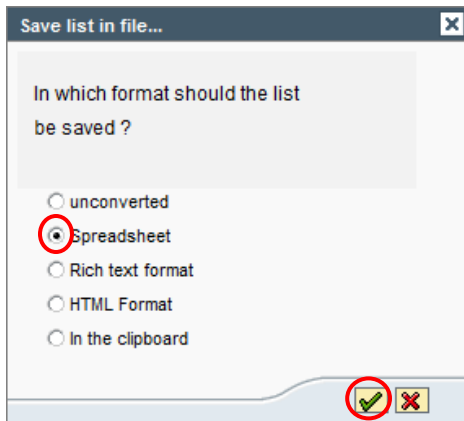 Save list in file...
In which format should the list
be saved ?
unconverted
Spreadsheet
Rich text format
HTML Format
In the clipboard